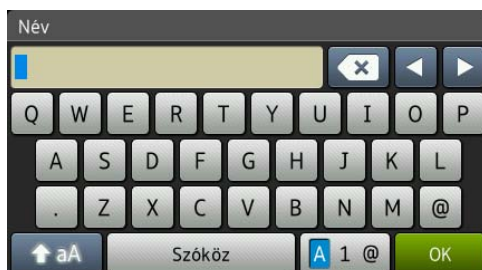 Név
Q W E R T Y U I O P
A S D F G H J K L
. Z X C V B N M @
aA Szóköz A 1 @ OK